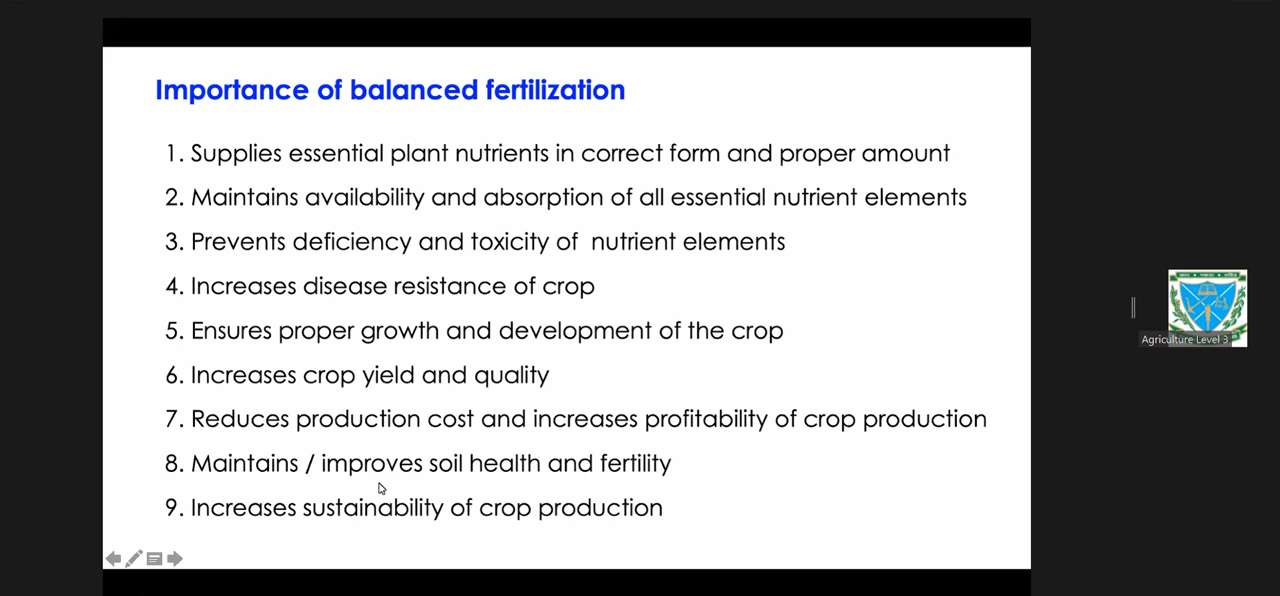 Importance of balanced fertilization
1. Supplies essential plant nutrients in correct form and proper amount
2. Maintains availability and absorption of all essential nutrient elements
3. Prevents deficiency and toxicity of nutrient elements
4. Increases disease resistance of crop
5. Ensures proper growth and development of the crop
6. Increases crop yield and quality
7. Reduces production cost and increases profitability of crop production
8. Maintains / improves soil health and fertility
9. Increases sustainability of crop production
Agriculture Level 3